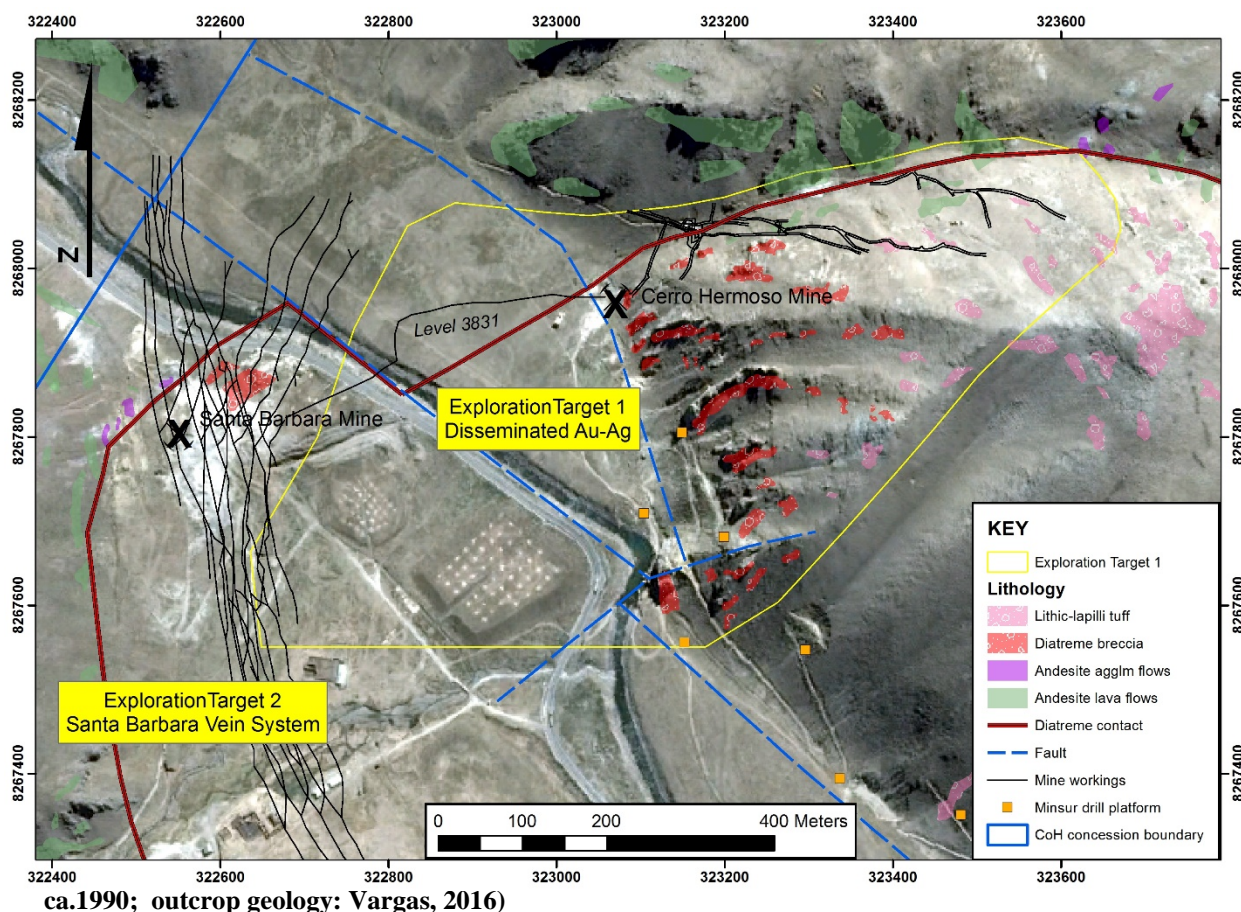 322400 322600 322800 323000 323200 323400 323600
8268200 8268200
8268000 8268000
N
Level 3831
Cerro Hermoso Mine
Santa Barbara Mine
ExplorationTarget 1
Disseminated Au-Ag
8267800 8267800
8267600 8267600
ExplorationTarget 2
Santa Barbara Vein System
8267400 8267400
KEY
Exploration Target 1
Lithology
Lithic-lapilli tuff
Diatreme breccia
Andesite agglm flows
Andesite lava flows
Diatreme contact
Fault
Mine workings
Minsur drill platform
CoH concession boundary
0 100 200 400 Meters
322400 322600 322800 323000 323200 323400 323600
ca.1990; outcrop geology: Vargas, 2016)